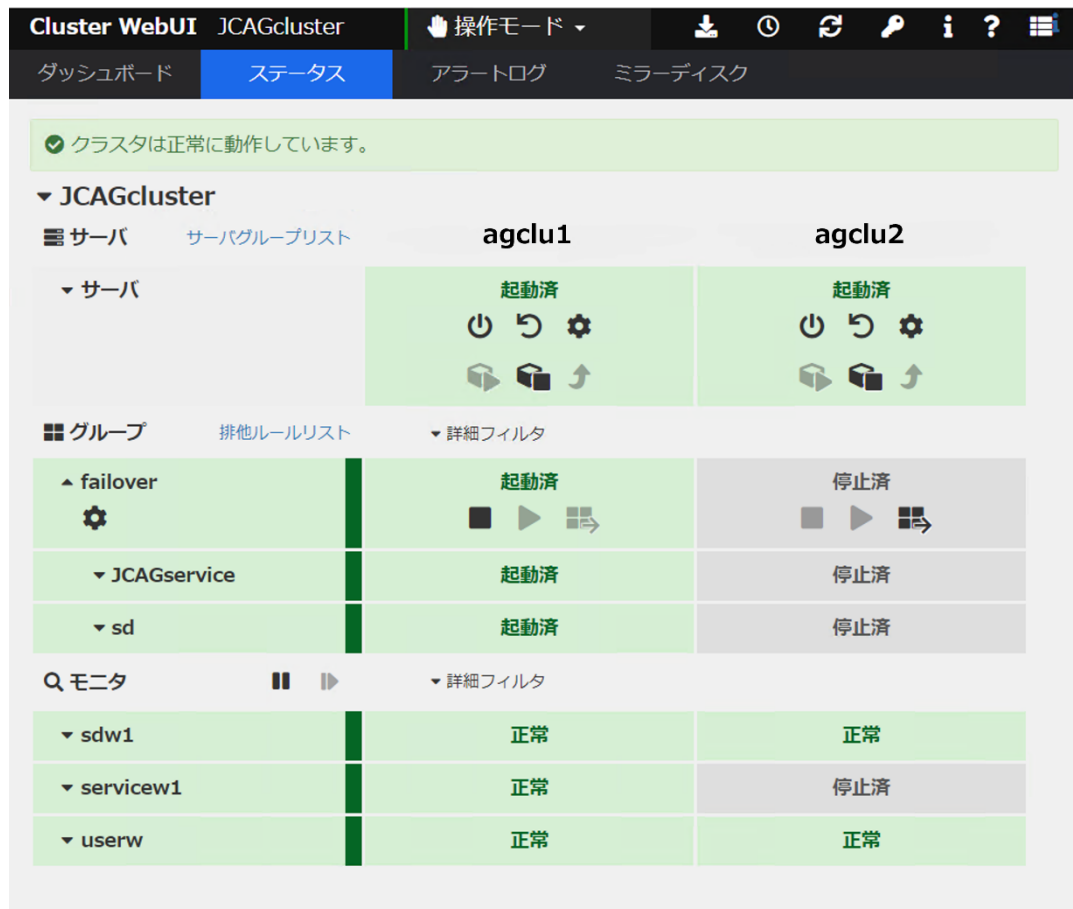 Cluster WebUI JCAGcluster 操作モード
ダッシュボード ステータス アラートログ ミラーディスク
クラスタは正常に動作しています。
JCAGcluster
サーバ サーバグループリスト agclu1 agclu2
サーバ 起動済 起動済
グループ 排他ルールリスト 詳細フィルタ
failover 起動済 停止済
JCAGservice 起動済 停止済
sd 起動済 停止済
モニタ 詳細フィルタ
sdw1 正常 正常
servicew1 正常 停止済
userw 正常 正常